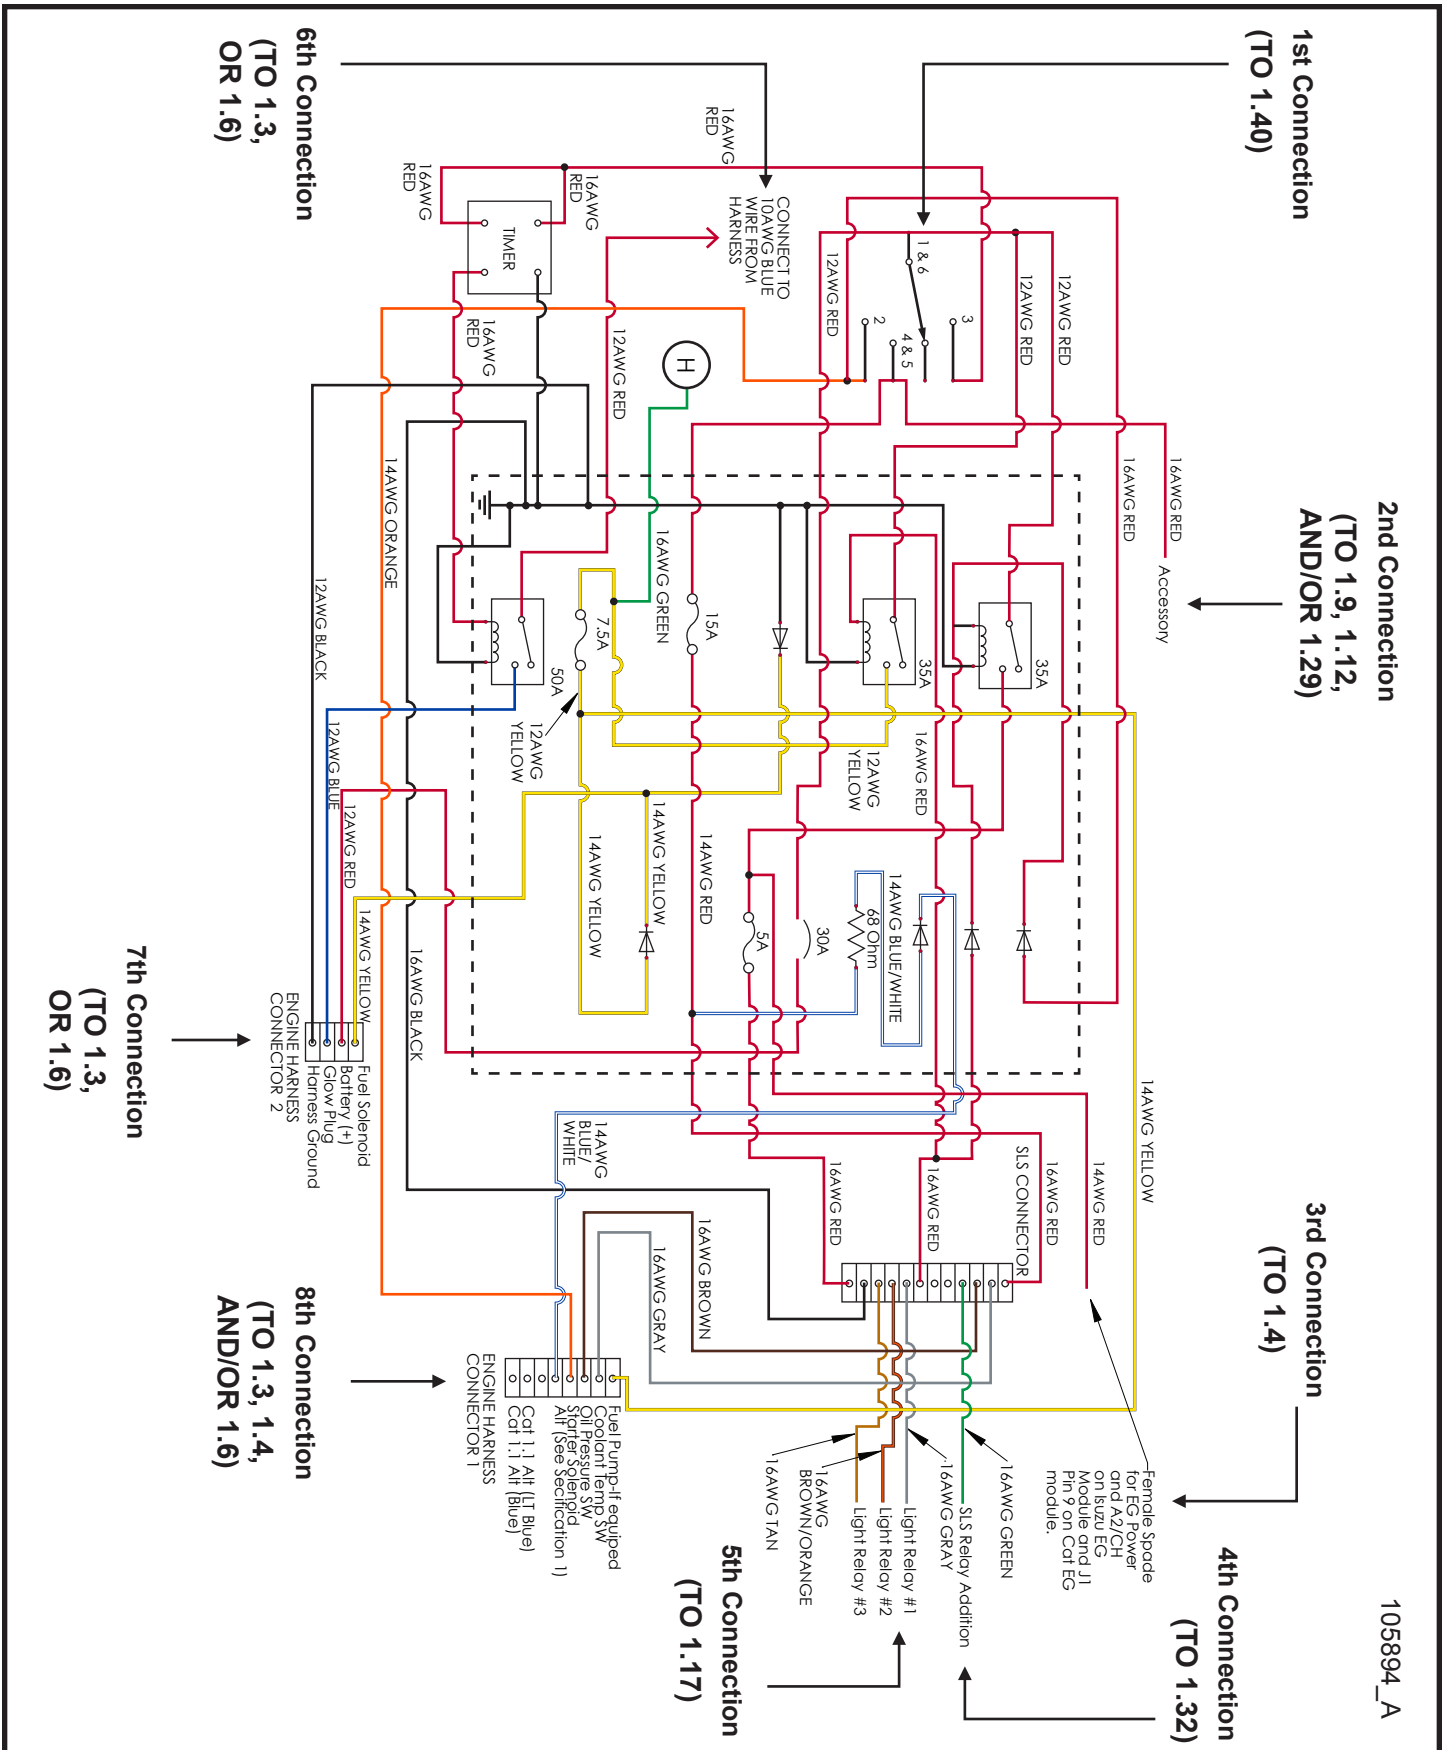 105894_A
1st Connection
(TO 1.40)
2nd Connection
(TO 1.9, 1.12,
AND/OR 1.29)
3rd Connection
(TO 1.4)
4th Connection
(TO 1.32)
5th Connection
(TO 1.17)
6th Connection
(TO 1.3,
OR 1.6)
7th Connection
(TO 1.3,
OR 1.6)
8th Connection
(TO 1.3, 1.4,
AND/OR 1.6)
16AWG
RED
CONNECT TO
10AWG BLUE
WIRE FROM
HARNESS
16AWG
RED
16AWG
RED
TIMER
16AWG
RED
12AWG RED
12AWG RED
12AWG RED
12AWG RED
1 & 6
2
4 & 5
3
H
16AWG RED
16AWG RED
Accessory
14AWG ORANGE
12AWG BLACK
16AWG GREEN
7.5A
15A
50A
35A
35A
12AWG
YELLOW
12AWG
YELLOW
16AWG RED
12AWG BLUE
12AWG RED
14AWG YELLOW
14AWG YELLOW
14AWG YELLOW
14AWG RED
5A
30A
68 Ohm
14AWG BLUE/WHITE
16AWG BLACK
Fuel Solenoid
Battery (+)
Glow Plug
Harness Ground
ENGINE HARNESS
CONNECTOR 2
14AWG
BLUE/
WHITE
16AWG BROWN
16AWG GRAY
16AWG RED
16AWG RED
SLS CONNECTOR
16AWG RED
14AWG RED
14AWG YELLOW
Fuel Pump-If equiped
Coolant Temp SW
Oil Pressure SW
Starter Solenoid
Alt (See Secification 1)
Cat 1.1 Alt (LT Blue)
Cat 1.1 Alt (Blue)
ENGINE HARNESS
CONNECTOR 1
16AWG TAN
16AWG
BROWN/ORANGE
16AWG GRAY
16AWG GREEN
Light Relay #3
Light Relay #2
Light Relay #1
SLS Relay Addition
Female Spade
for EG Power
and A2/CH
on Isuzu EG
Module and J1
Pin 9 on Cat EG
module.